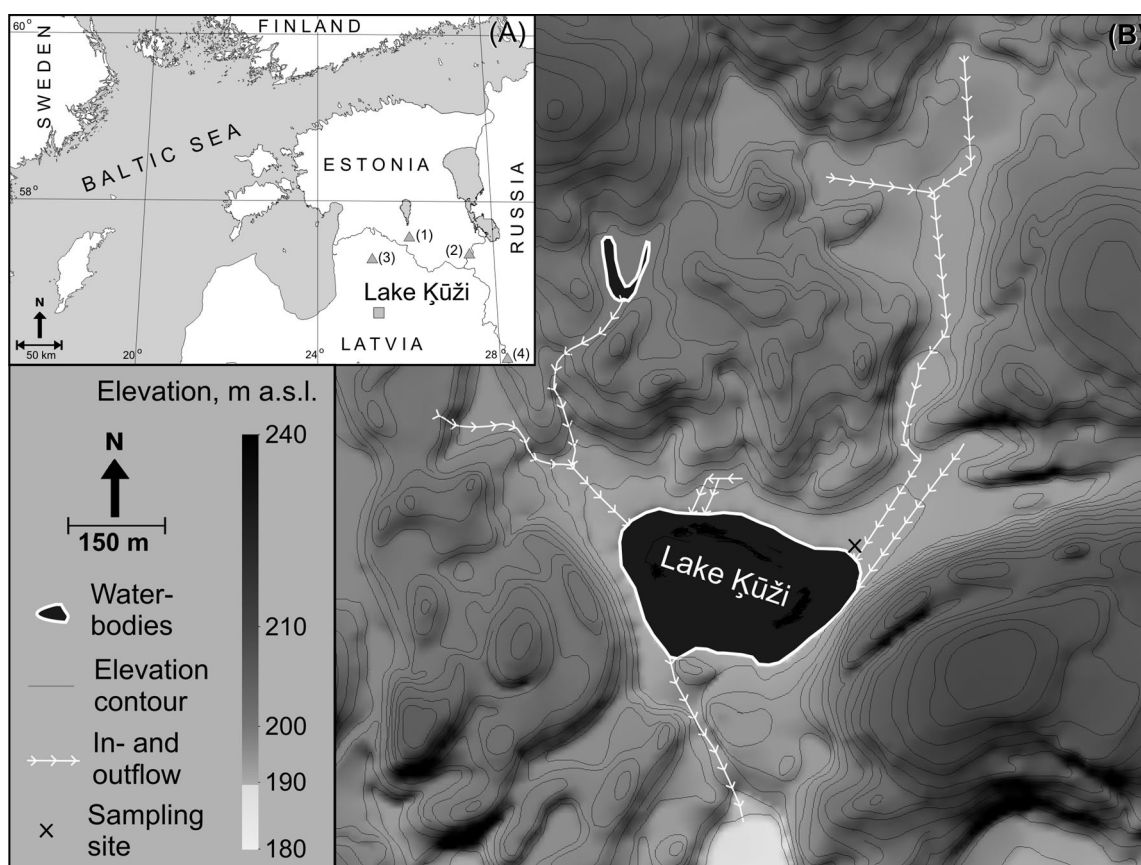 60°
FINLAND
(A)
(B)
SWEDEN
BALTIC SEA
ESTONIA
RUSSIA
58°
(1)
(2)
(3)
Lake Ķūži
N
50 km
20°
24°
LATVIA
28°
(4)
Elevation, m a.s.l.
N
240
150 m
Water-
bodies
210
Elevation
contour
200
In- and
outflow
190
Sampling
site
180
Lake Ķūži